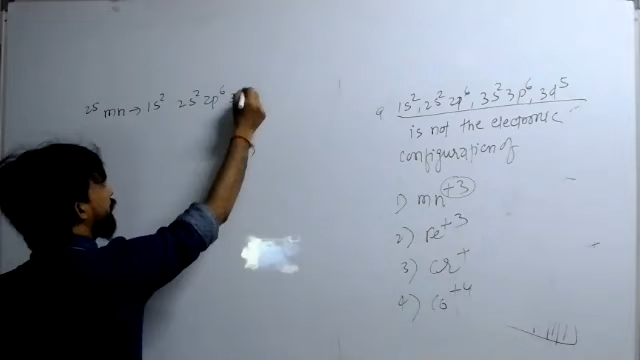 25 mn → 1s² 2s² 2p⁶
Q 1s², 2s² 2p⁶, 3s² 3p⁶, 3d⁵
is not the electronic
configuration of
1) mn⁺³
2) Fe⁺³
3) cr⁺
4) Co⁺⁴